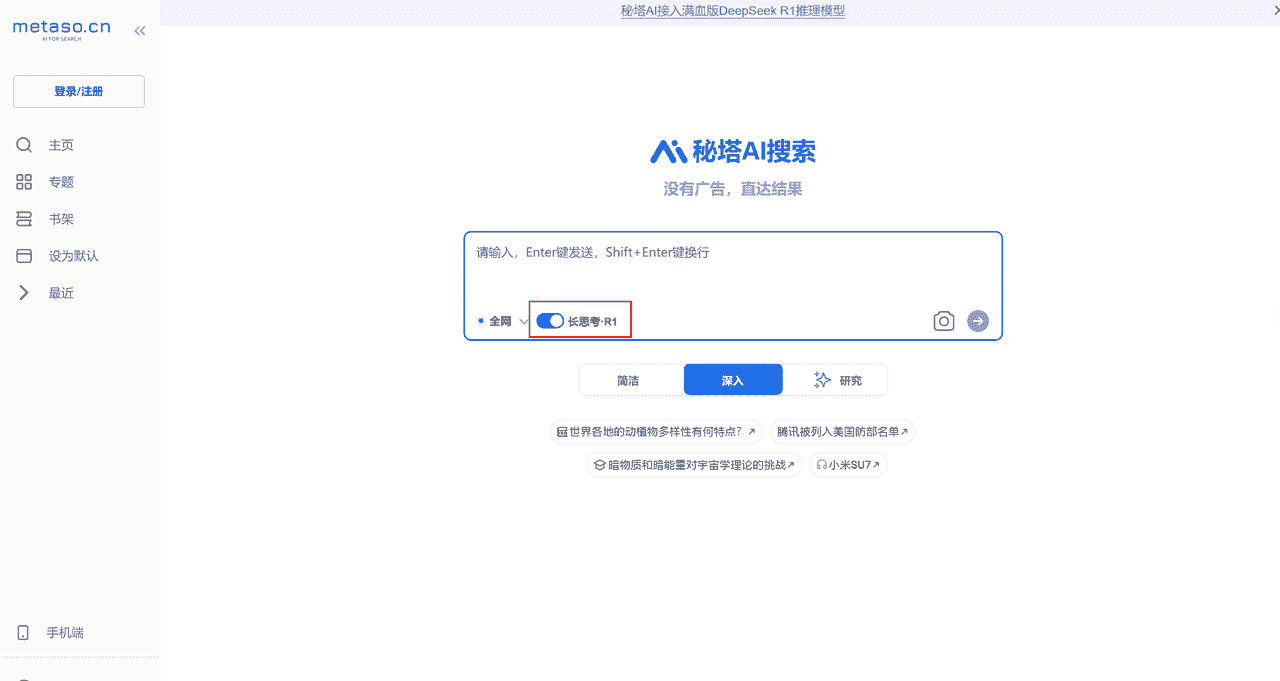 秘塔AI接入满血版DeepSeek R1推理模型
metaso.cn
AI FOR SEARCH
登录/注册
主页
专题
书架
设为默认
最近
手机端
秘塔AI搜索
没有广告，直达结果
请输入，Enter键发送，Shift+Enter键换行
全网 长思考·R1
简洁 深入 研究
世界各地的动植物多样性有何特点？ 腾讯被列入美国防部名单
暗物质和暗能量对宇宙学理论的挑战 小米SU7